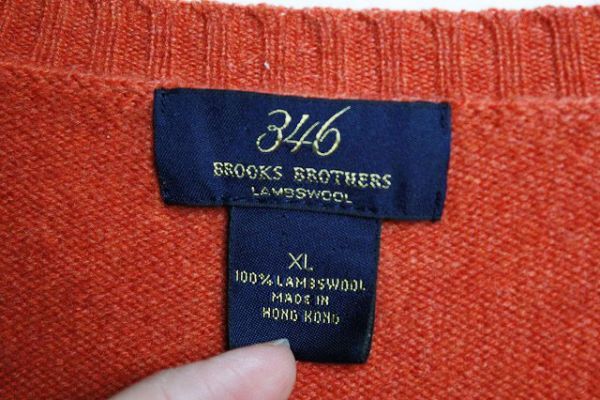 346
BROOKS BROTHERS
LAMBSWOOL
XL
100% LAMBSWOOL
MADE IN
HONG KONG